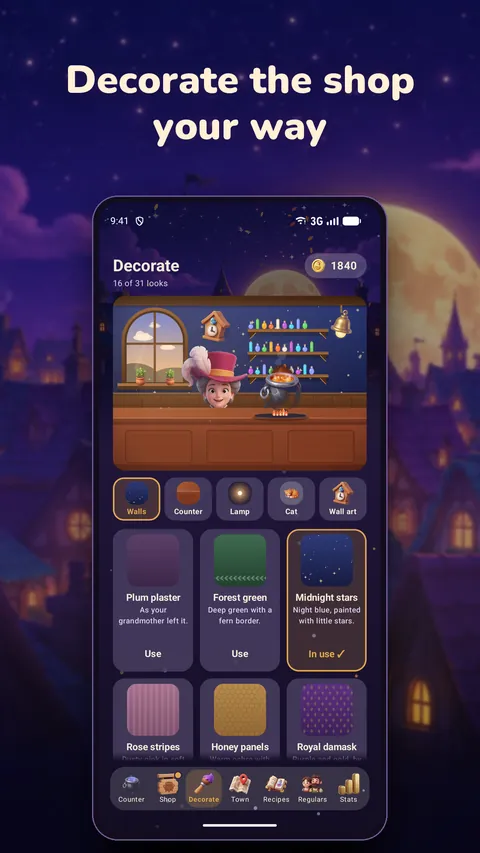 Decorate the shop
your way
9:41
3G
Decorate
1840
16 of 31 looks
Walls
Counter
Lamp
Cat
Wall art
Plum plaster
As your
grandmother left it.
Use
Forest green
Deep green with a
fern border.
Use
Midnight stars
Night blue, painted
with little stars.
In use ✓
Rose stripes
Honey panels
Royal damask
Counter
Shop
Decorate
Town
Recipes
Regulars
Stats